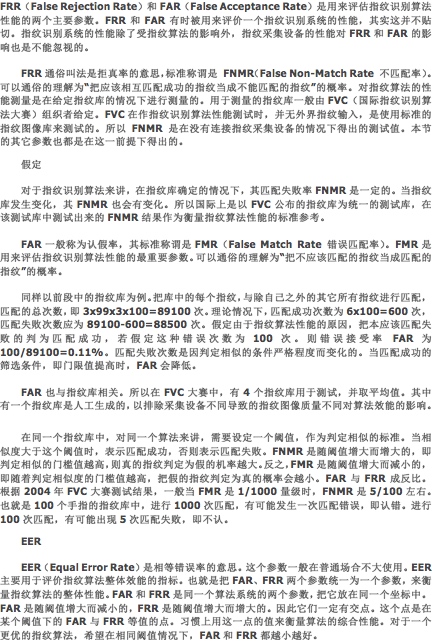 FRR（False Rejection Rate）和 FAR（False Acceptance Rate）是用来评估指纹识别算法
性能的两个主要参数。FRR 和 FAR 有时被用来评价一个指纹识别系统的性能，其实这并不贴
切。指纹识别系统的性能除了受指纹算法的影响外，指纹采集设备的性能对 FRR 和 FAR 的影
响也是不能忽视的。
FRR 通俗叫法是拒真率的意思，标准称谓是 FNMR(False Non-Match Rate 不匹配率)。
可以通俗的理解为“把应该相互匹配成功的指纹当成不能匹配的指纹”的概率。对指纹算法的性
能测量是在给定指纹库的情况下进行测量的。用于测量的指纹库一般由 FVC（国际指纹识别算
法大赛）组织者给定。FVC 在作指纹识别算法性能测试时，并无外界指纹输入，是使用标准的
指纹图像库来测试的。所以 FNMR 是在没有连接指纹采集设备的情况下得出的测试值。本节
的其它参数也都是在这一前提下得出的。
假定
对于指纹识别算法来讲，在指纹库确定的情况下，其匹配失败率 FNMR 是一定的。当指纹
库发生变化，其 FNMR 也会有变化。所以国际上是以 FVC 公布的指纹库为统一的测试库，在
该测试库中测试出来的 FNMR 结果作为衡量指纹算法性能的标准参考。
FAR 一般称为认假率，其标准称谓是 FMR（False Match Rate 错误匹配率）。FMR 是
用来评估指纹识别算法性能的最重要参数。可以通俗的理解为“把不应该匹配的指纹当成匹配的
指纹”的概率。
同样以前段中的指纹库为例。把库中的每个指纹，与除自己之外的其它所有指纹进行匹配，
匹配的总次数，即 3x99x3x100=89100 次。理论情况下，匹配成功次数为 6x100=600 次，
匹配失败次数应为 89100-600=88500 次。假定由于指纹算法性能的原因，把本应该匹配失
败的判为匹配成功，若假定这种错误次数为 100 次。则错误接受率 FAR 为
100/89100=0.11%。匹配失败次数是因判定相似的条件严格程度而变化的。当匹配成功的
筛选条件，即门限值提高时，FAR 会降低。
FAR 也与指纹库相关。所以在 FVC 大赛中，有 4 个指纹库用于测试，并取平均值。其中
有一个指纹库是人工生成的，以排除采集设备不同导致的指纹图像质量不同对算法效能的影响。
在同一个指纹库中，对同一个算法来讲，需要设定一个阈值，作为判定相似的标准。当相
似度大于这个阈值时，表示匹配成功，否则表示匹配失败。FNMR 是随阈值增大而增大的，即
判定相似的门槛值越高，则真的指纹判定为假的机率越大。反之，FMR 是随阈值增大而减小的，
即随着判定相似度的门槛值越高，把假的指纹判定为真的概率会越小。FAR 与 FRR 成反比。
根据 2004 年 FVC 大赛测试结果，一般当 FMR 是 1/1000 量级时，FNMR 是 5/100 左右。
也就是 100 个手指的指纹库中，进行 1000 次匹配，有可能发生一次匹配错误，即认错。进行
100 次匹配，有可能出现 5 次匹配失败，即不认。
EER
EER（Equal Error Rate）是相等错误率的意思。这个参数一般在普通场合不大使用。EER
主要用于评价指纹算法整体效能的指标。也就是把 FAR、FRR 两个参数统一为一个参数，来衡
量指纹算法的整体性能。FAR 和 FRR 是同一个算法系统的两个参数，把它放在同一个坐标中。
FAR 是随阈值增大而减小的，FRR 是随阈值增大而增大的。因此它们一定有交点。这个点是在
某个阈值下的 FAR 与 FRR 等值的点。习惯上用这一点的值来衡量算法的综合性能。对于一个
更优的指纹算法，希望在相同阈值情况下，FAR 和 FRR 都越小越好。